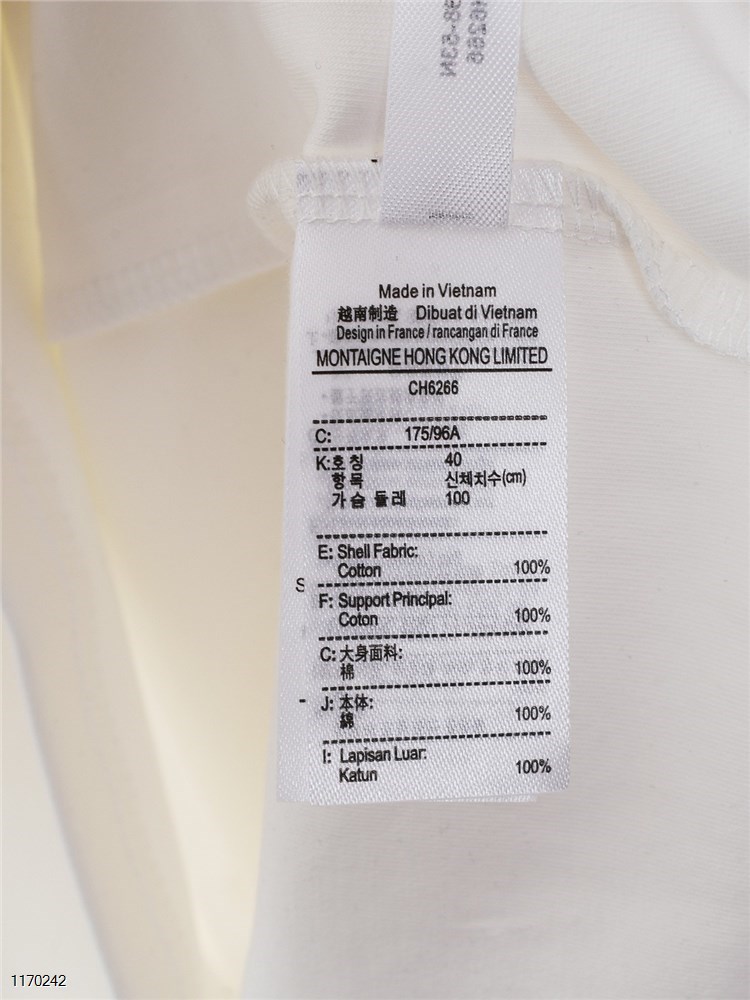 Made in Vietnam
越南制造 Dibuat di Vietnam
Design in France / rancangan di France
MONTAIGNE HONG KONG LIMITED
CH6266
C: 175/96A
K:호 칭 40
항 목 신체치수(cm)
가 슴 둘 레 100
E: Shell Fabric:
Cotton 100%
S
F: Support Principal:
Coton 100%
C: 大身面料:
棉 100%
J: 本体:
綿 100%
I: Lapisan Luar:
Katun 100%
1170242